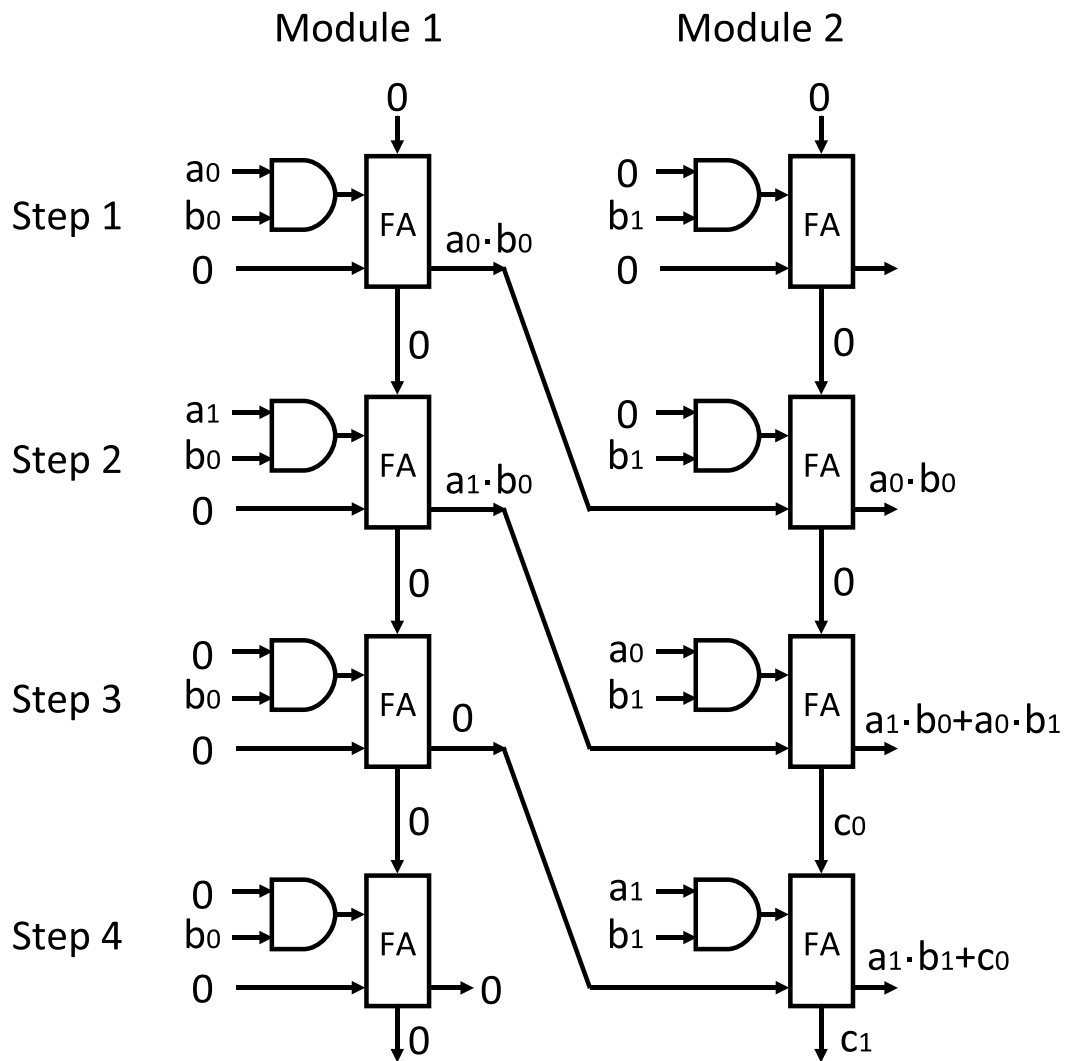 Module 1 Module 2
0 0
a0 0
Step 1 b0 FA b1 FA
a0·b0
0 0
0 0
a1 0
Step 2 b0 FA b1 FA
a1·b0 a0·b0
0 0
0 0
0 a0
Step 3 b0 FA b1 FA
0 a1·b0+a0·b1
0
0 c0
0 a1
Step 4 b0 FA b1 FA
a1·b1+c0
0 0
0 c1